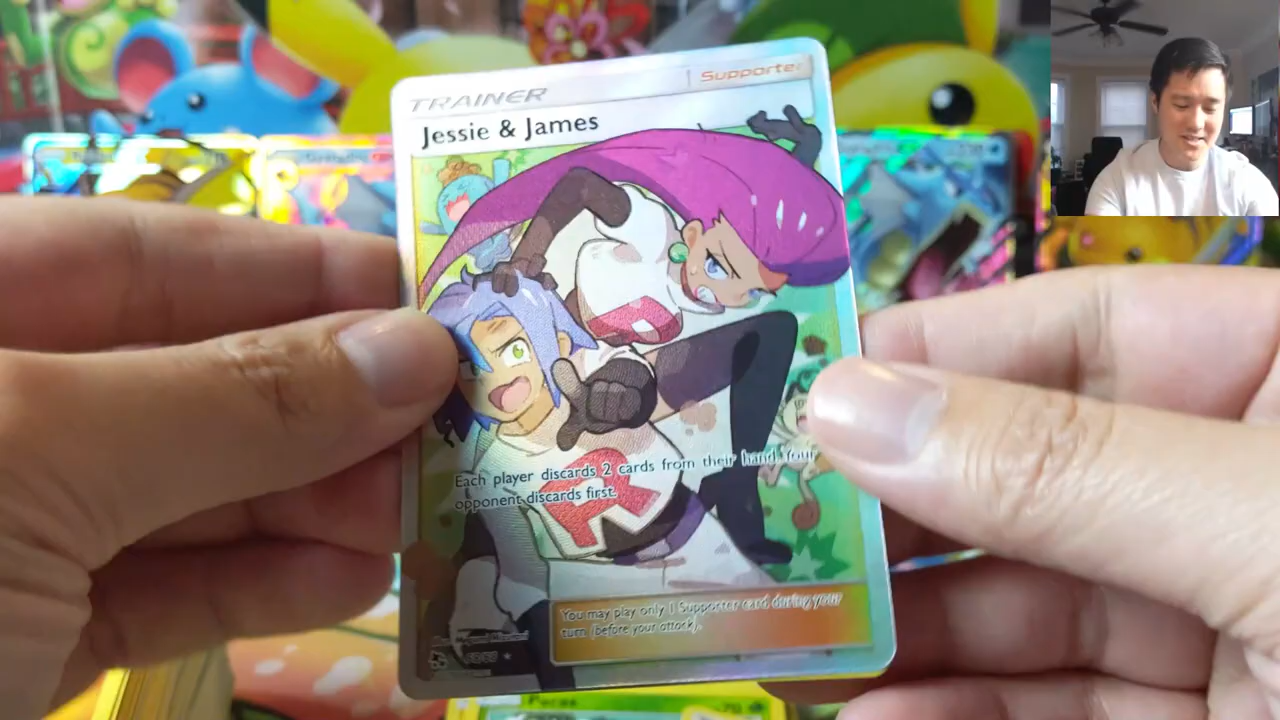 TRAINER
Supporter
Jessie & James
Each player discards 2 cards from their hand. Your
opponent discards first.
You may play only 1 Supporter card during your
turn (before your attack).
70